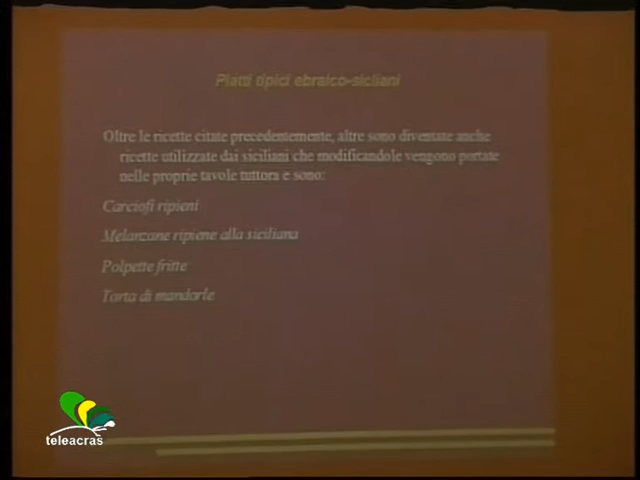 Piatti tipici ebraico-siciliani
Oltre le ricette citate precedentemente, altre sono diventate anche
ricette utilizzate dai siciliani che modificandole vengono portate
nelle proprie tavole tuttora e sono:
Carciofi ripieni
Melanzane ripiene alla siciliana
Polpette fritte
Torta di mandorle
teleacras